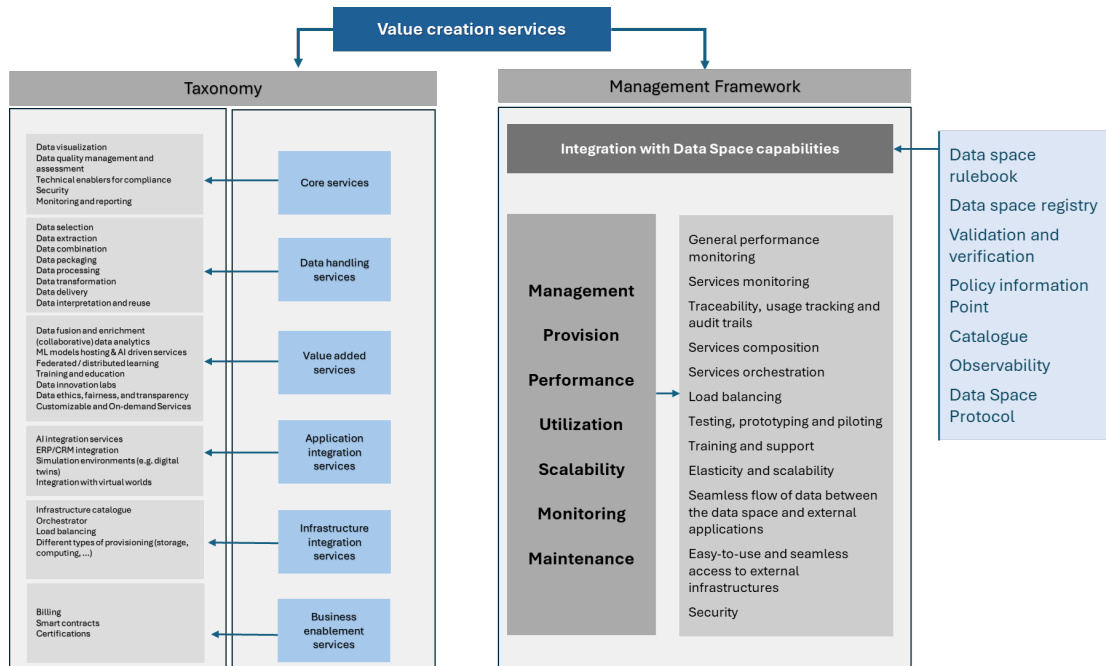 Value creation services
Taxonomy
Data visualization
Data quality management and
assessment
Technical enablers for compliance
Security
Monitoring and reporting
Core services
Data selection
Data extraction
Data combination
Data packaging
Data processing
Data transformation
Data delivery
Data interpretation and reuse
Data handling
services
Data fusion and enrichment
(collaborative) data analytics
ML models hosting & AI driven services
Federated / distributed learning
Training and education
Data innovation labs
Data ethics, fairness, and transparency
Customizable and On-demand Services
Value added
services
AI integration services
ERP/CRM integration
Simulation environments (e.g. digital
twins)
Integration with virtual worlds
Application
integration
services
Infrastructure catalogue
Orchestrator
Load balancing
Different types of provisioning (storage,
computing, ...)
Infrastructure
integration
services
Billing
Smart contracts
Certifications
Business
enablement
services
Management Framework
Integration with Data Space capabilities
Management
Provision
Performance
Utilization
Scalability
Monitoring
Maintenance
General performance
monitoring
Services monitoring
Traceability, usage tracking and
audit trails
Services composition
Services orchestration
Load balancing
Testing, prototyping and piloting
Training and support
Elasticity and scalability
Seamless flow of data between
the data space and external
applications
Easy-to-use and seamless
access to external
infrastructures
Security
Data space
rulebook
Data space registry
Validation and
verification
Policy information
Point
Catalogue
Observability
Data Space
Protocol